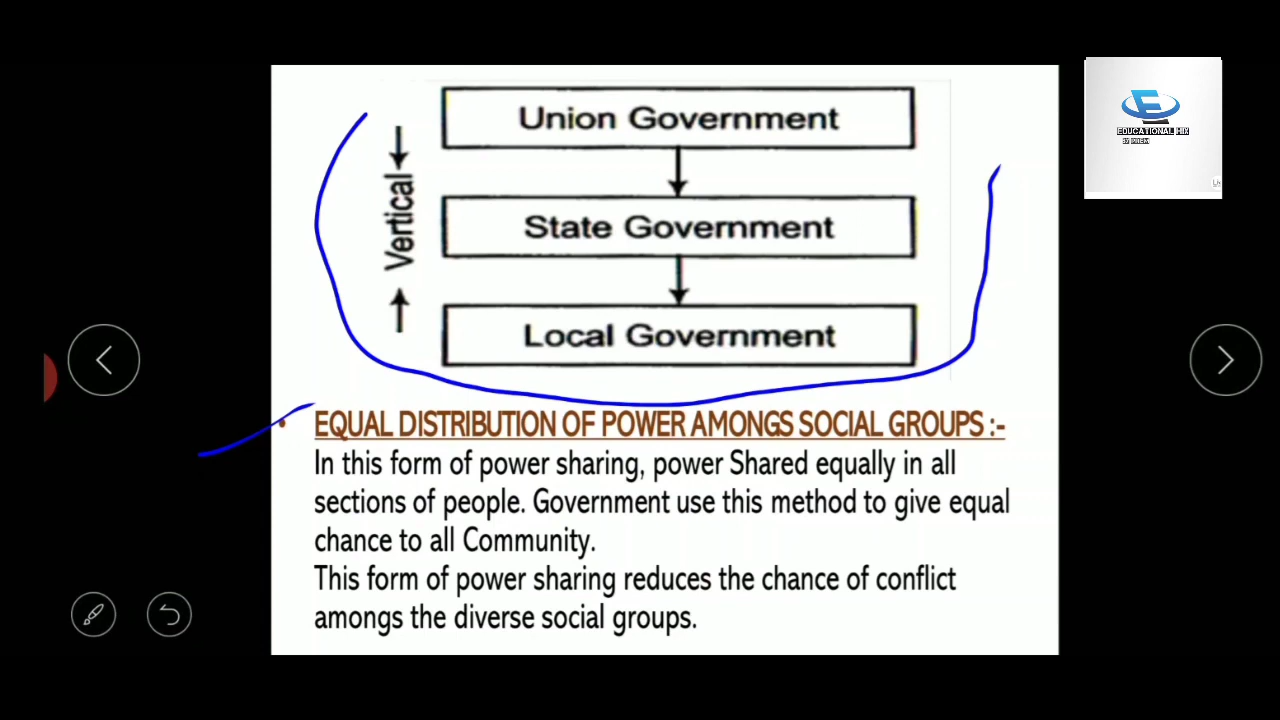 Union Government
Vertical
State Government
Local Government
EDUCATIONAL
EQUAL DISTRIBUTION OF POWER AMONGS SOCIAL GROUPS :-
In this form of power sharing, power Shared equally in all
sections of people. Government use this method to give equal
chance to all Community.
This form of power sharing reduces the chance of conflict
amongs the diverse social groups.